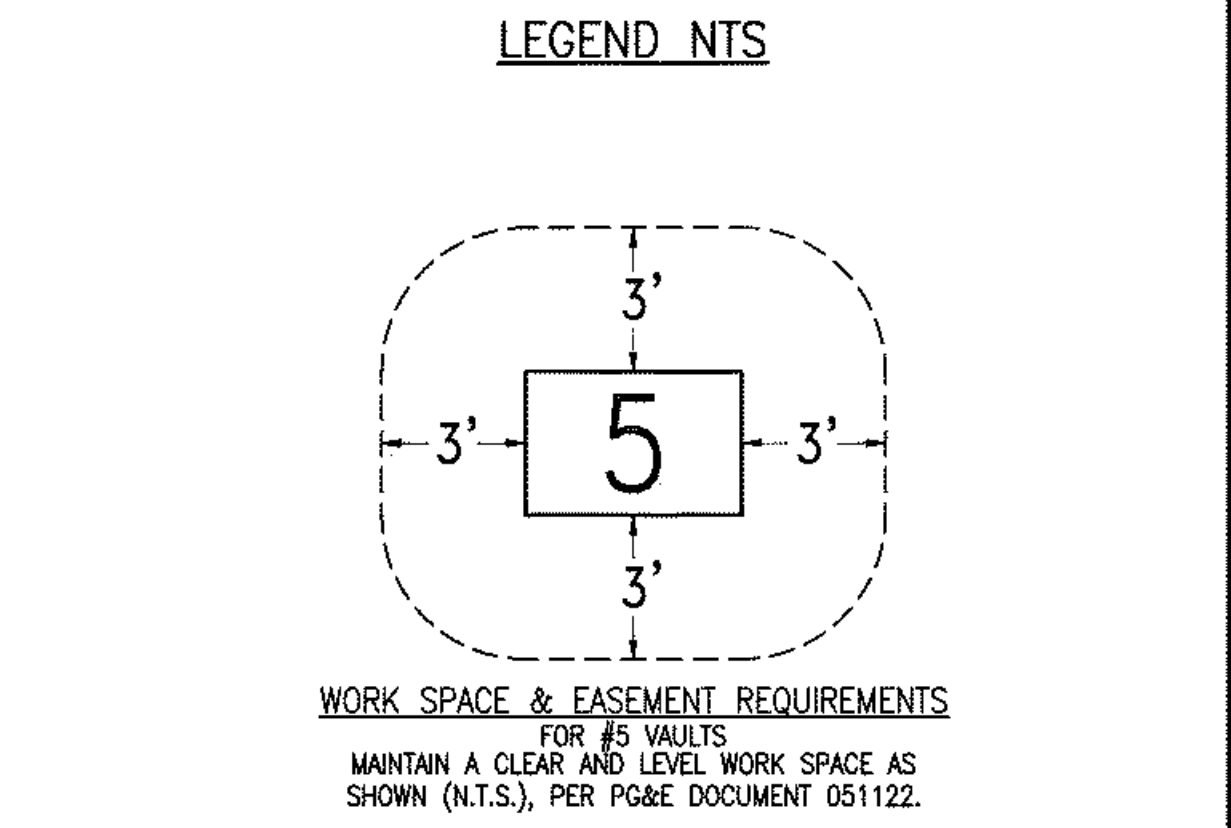 LEGEND NTS
3'
3'
5
3'
3'
WORK SPACE & EASEMENT REQUIREMENTS
FOR #5 VAULTS
MAINTAIN A CLEAR AND LEVEL WORK SPACE AS
SHOWN (N.T.S.), PER PG&E DOCUMENT 051122.